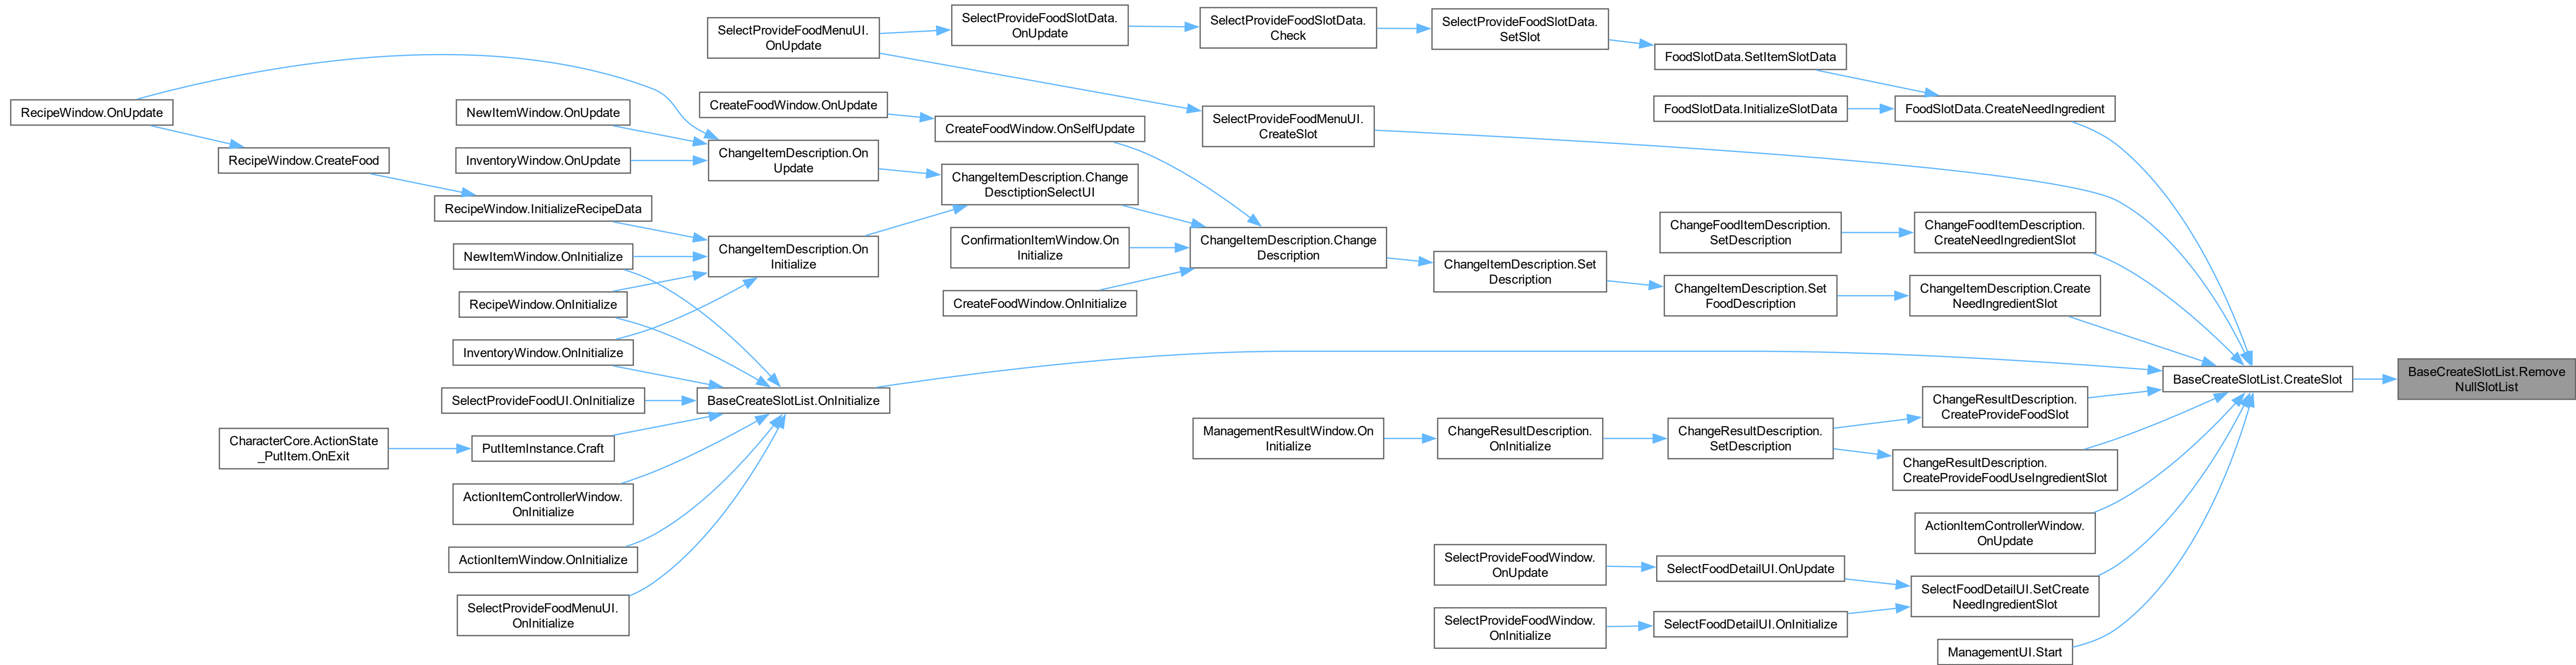 SelectProvideFoodMenuUI.
OnUpdate
SelectProvideFoodSlotData.
OnUpdate
SelectProvideFoodSlotData.
Check
SelectProvideFoodSlotData.
SetSlot
FoodSlotData.SetItemSlotData
RecipeWindow.OnUpdate
NewItemWindow.OnUpdate
CreateFoodWindow.OnUpdate
SelectProvideFoodMenuUI.
CreateSlot
FoodSlotData.InitializeSlotData
FoodSlotData.CreateNeedIngredient
CreateFoodWindow.OnSelfUpdate
RecipeWindow.CreateFood
InventoryWindow.OnUpdate
ChangeItemDescription.On
Update
ChangeItemDescription.Change
DesctiptionSelectUI
RecipeWindow.InitializeRecipeData
ChangeFoodItemDescription.
SetDescription
ChangeFoodItemDescription.
CreateNeedIngredientSlot
NewItemWindow.OnInitialize
ChangeItemDescription.On
Initialize
ConfirmationItemWindow.On
Initialize
ChangeItemDescription.Change
Description
ChangeItemDescription.Set
Description
ChangeItemDescription.Set
FoodDescription
ChangeItemDescription.Create
NeedIngredientSlot
RecipeWindow.OnInitialize
CreateFoodWindow.OnInitialize
InventoryWindow.OnInitialize
BaseCreateSlotList.CreateSlot
BaseCreateSlotList.Remove
NullSlotList
SelectProvideFoodUI.OnInitialize
BaseCreateSlotList.OnInitialize
ChangeResultDescription.
CreateProvideFoodSlot
CharacterCore.ActionState
_PutItem.OnExit
PutItemInstance.Craft
ManagementResultWindow.On
Initialize
ChangeResultDescription.
OnInitialize
ChangeResultDescription.
SetDescription
ChangeResultDescription.
CreateProvideFoodUseIngredientSlot
ActionItemControllerWindow.
OnInitialize
ActionItemControllerWindow.
OnUpdate
ActionItemWindow.OnInitialize
SelectProvideFoodWindow.
OnUpdate
SelectFoodDetailUI.OnUpdate
SelectFoodDetailUI.SetCreate
NeedIngredientSlot
SelectProvideFoodMenuUI.
OnInitialize
SelectProvideFoodWindow.
OnInitialize
SelectFoodDetailUI.OnInitialize
ManagementUI.Start